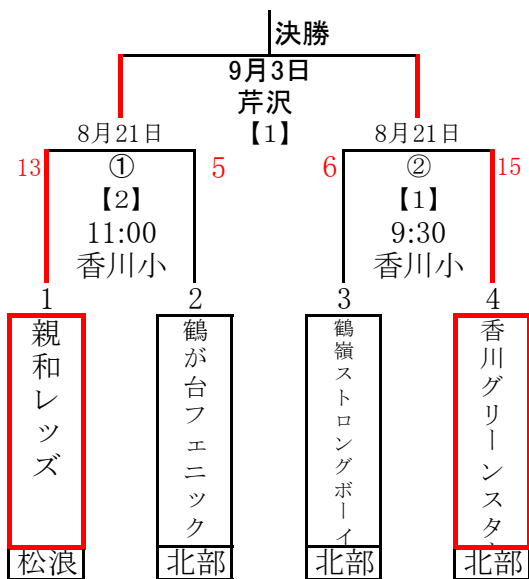 決勝
9月3日
芹沢
【1】
8月21日
8月21日
13
①
5
6
②
15
【2】
【1】
11:00
9:30
香川小
香川小
1
2
3
4
親和レッズ
鶴が台フェニック
鶴嶺ストロングボーイ
香川グリーンスタ
松浪
北部
北部
北部